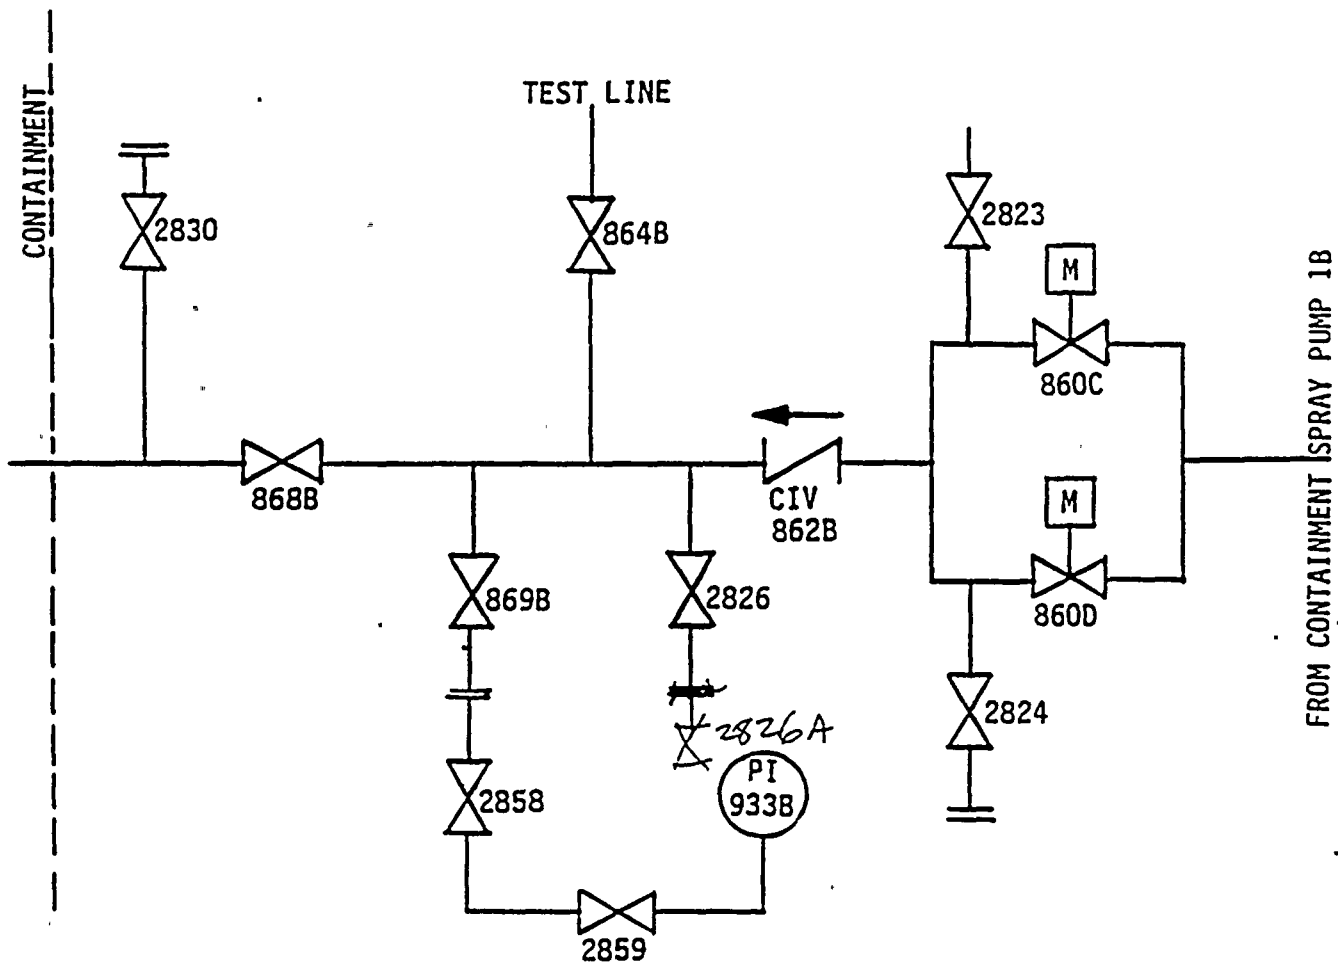 CONTAINMENT
TEST LINE
2830
864B
2823
M
860C
868B
CIV
862B
M
860D
869B
2826
2826A
2824
2858
PI
933B
2859
FROM CONTAINMENT SPRAY PUMP 1B